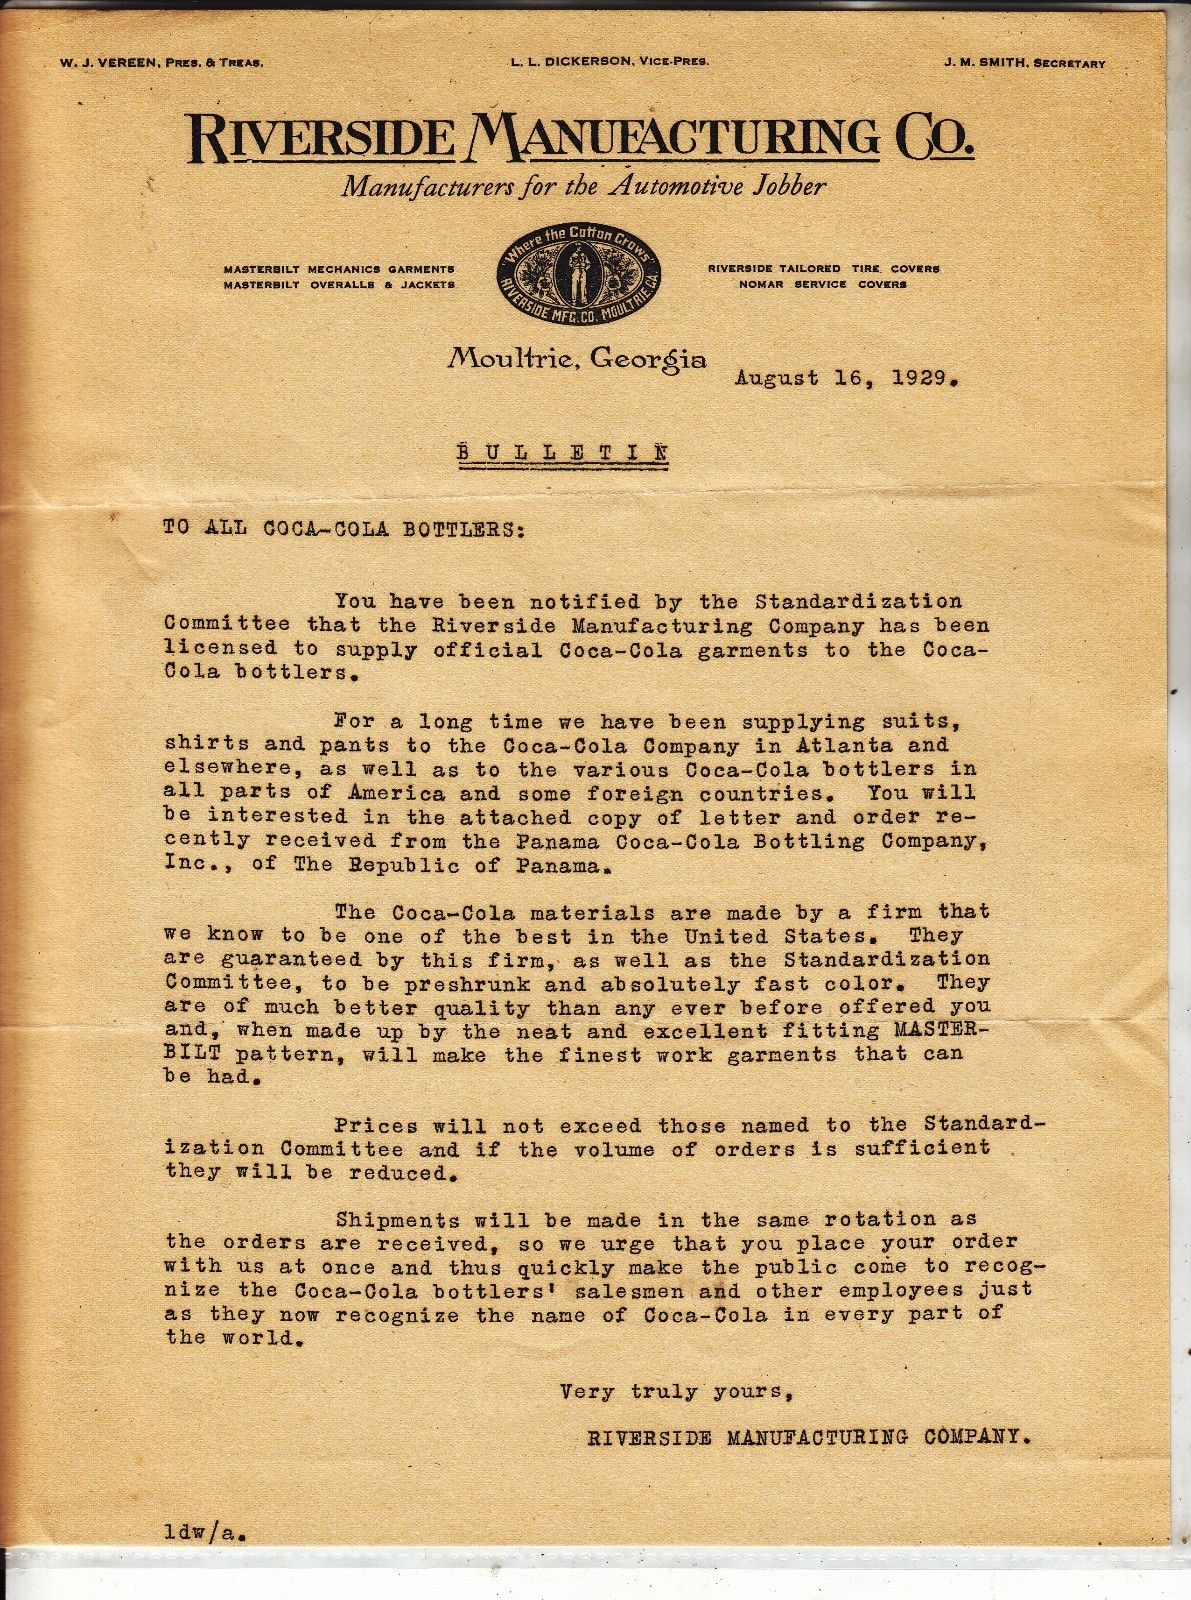 W. J. VEREEN, PRES. & TREAS.
L. L. DICKERSON, VICE-PRES.
J. M. SMITH, SECRETARY
RIVERSIDE MANUFACTURING CO.
Manufacturers for the Automotive Jobber
"Where the Cotton Grows"
RIVERSIDE MFG. CO. MOULTRIE, GA
MASTERBILT MECHANICS GARMENTS
MASTERBILT OVERALLS & JACKETS
RIVERSIDE TAILORED TIRE COVERS
NOMAR SERVICE COVERS
Moultrie, Georgia
August 16, 1929.
B U L L E T I N
TO ALL COCA-COLA BOTTLERS:
You have been notified by the Standardization
Committee that the Riverside Manufacturing Company has been
licensed to supply official Coca-Cola garments to the Coca-
Cola bottlers.
For a long time we have been supplying suits,
shirts and pants to the Coca-Cola Company in Atlanta and
elsewhere, as well as to the various Coca-Cola bottlers in
all parts of America and some foreign countries. You will
be interested in the attached copy of letter and order re-
cently received from the Panama Coca-Cola Bottling Company,
Inc., of The Republic of Panama.
The Coca-Cola materials are made by a firm that
we know to be one of the best in the United States. They
are guaranteed by this firm, as well as the Standardization
Committee, to be preshrunk and absolutely fast color. They
are of much better quality than any ever before offered you
and, when made up by the neat and excellent fitting MASTER-
BILT pattern, will make the finest work garments that can
be had.
Prices will not exceed those named to the Standard-
ization Committee and if the volume of orders is sufficient
they will be reduced.
Shipments will be made in the same rotation as
the orders are received, so we urge that you place your order
with us at once and thus quickly make the public come to recog-
nize the Coca-Cola bottlers' salesmen and other employees just
as they now recognize the name of Coca-Cola in every part of
the world.
Very truly yours,
RIVERSIDE MANUFACTURING COMPANY.
ldw/a.